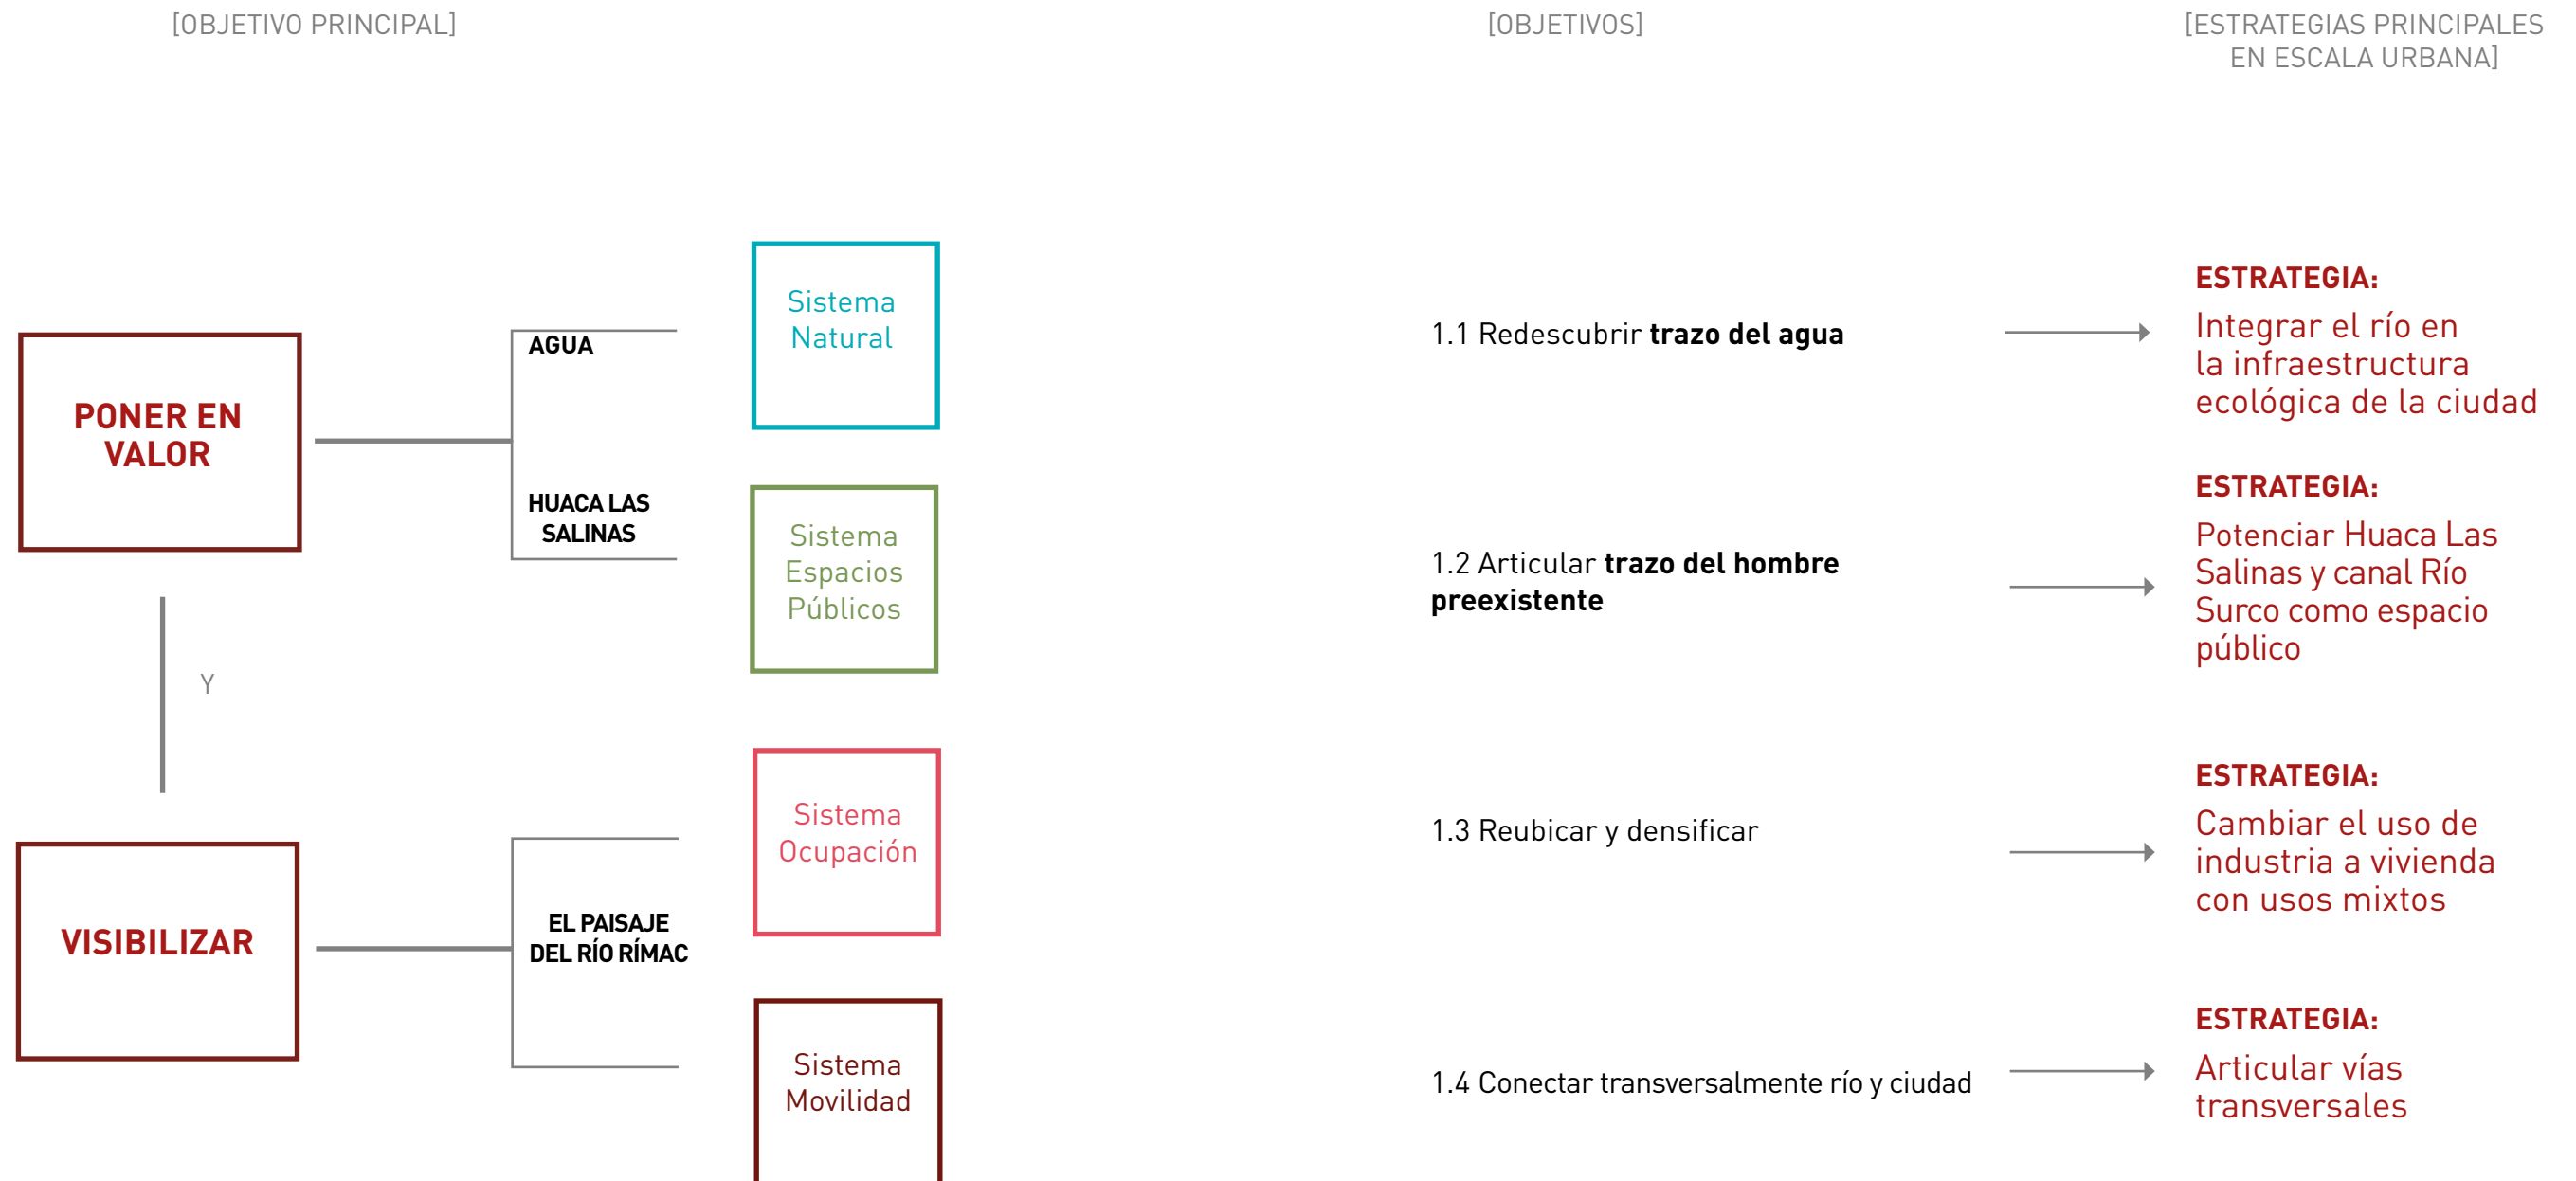 [OBJETIVO PRINCIPAL]
[OBJETIVOS]
[ESTRATEGIAS PRINCIPALES
EN ESCALA URBANA]
PONER EN
VALOR
Y
VISIBILIZAR
AGUA
HUACA LAS
SALINAS
EL PAISAJE
DEL RÍO RÍMAC
Sistema
Natural
Sistema
Espacios
Públicos
Sistema
Ocupación
Sistema
Movilidad
1.1 Redescubrir trazo del agua
1.2 Articular trazo del hombre
preexistente
1.3 Reubicar y densificar
1.4 Conectar transversalmente río y ciudad
ESTRATEGIA:
Integrar el río en
la infraestructura
ecológica de la ciudad
ESTRATEGIA:
Potenciar Huaca Las
Salinas y canal Río
Surco como espacio
público
ESTRATEGIA:
Cambiar el uso de
industria a vivienda
con usos mixtos
ESTRATEGIA:
Articular vías
transversales